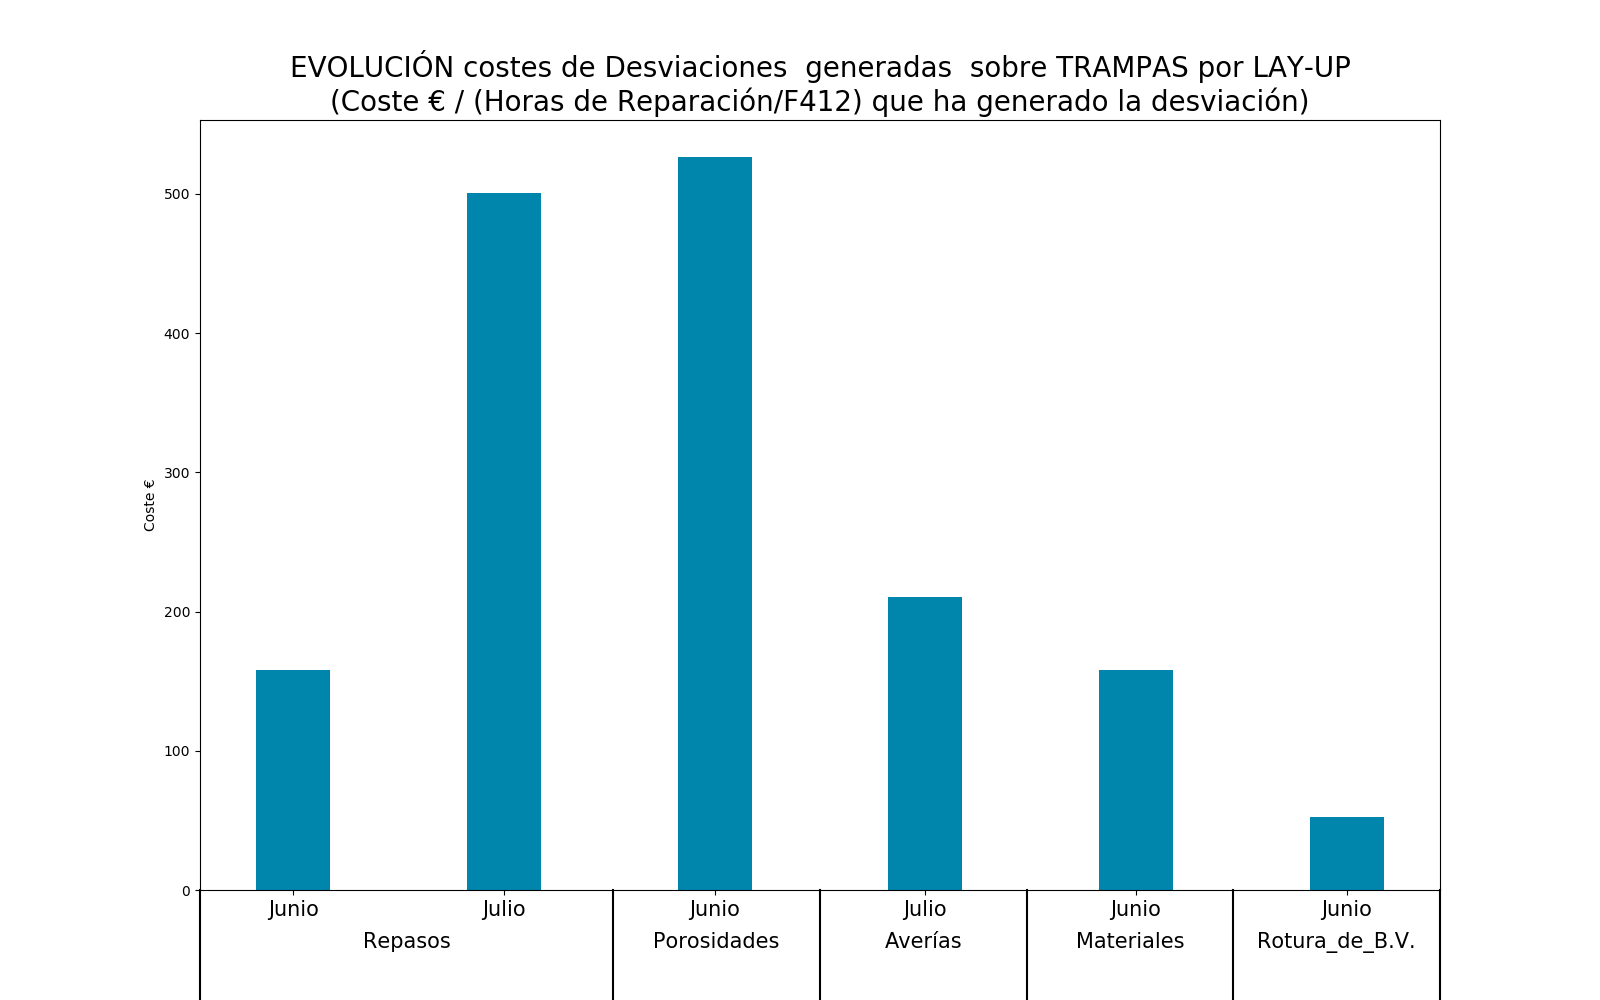 EVOLUCIÓN costes de Desviaciones  generadas  sobre TRAMPAS por LAY-UP
(Coste € / (Horas de Reparación/F412) que ha generado la desviación)
500
400
300
200
100
0
Coste €
Junio Julio Junio Julio Junio Junio
Repasos Porosidades Averías Materiales Rotura_de_B.V.